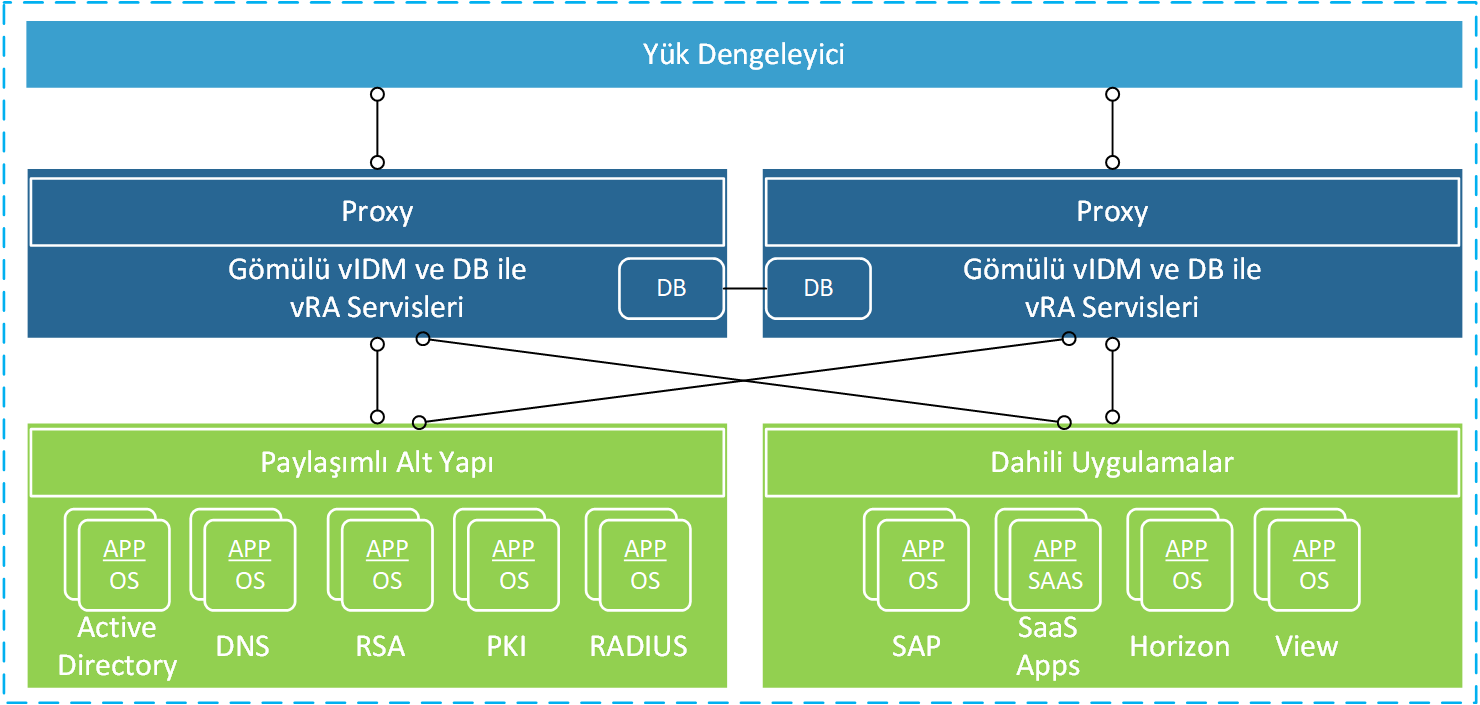 Yük Dengeleyici
Proxy
Gömülü vIDM ve DB ile
vRA Servisleri
DB
Proxy
DB
Gömülü vIDM ve DB ile
vRA Servisleri
Paylaşımlı Alt Yapı
APP
OS
Active
Directory
APP
OS
DNS
APP
OS
RSA
APP
OS
PKI
APP
OS
RADIUS
Dahili Uygulamalar
APP
OS
SAP
APP
SAAS
SaaS
Apps
APP
OS
Horizon
APP
OS
View